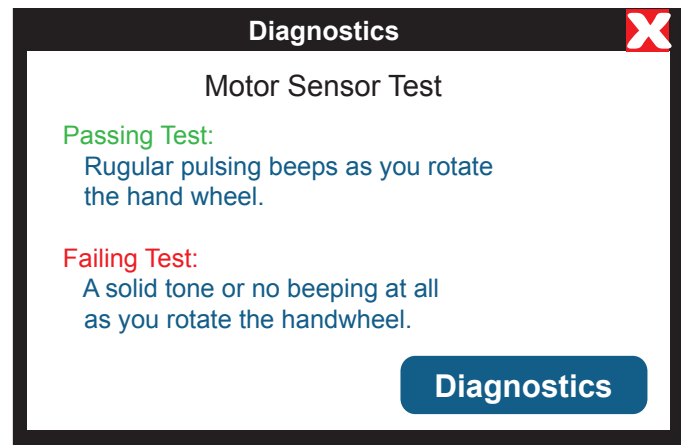 Diagnostics
X
Motor Sensor Test
Passing Test:
Rugular pulsing beeps as you rotate
the hand wheel.
Failing Test:
A solid tone or no beeping at all
as you rotate the handwheel.
Diagnostics